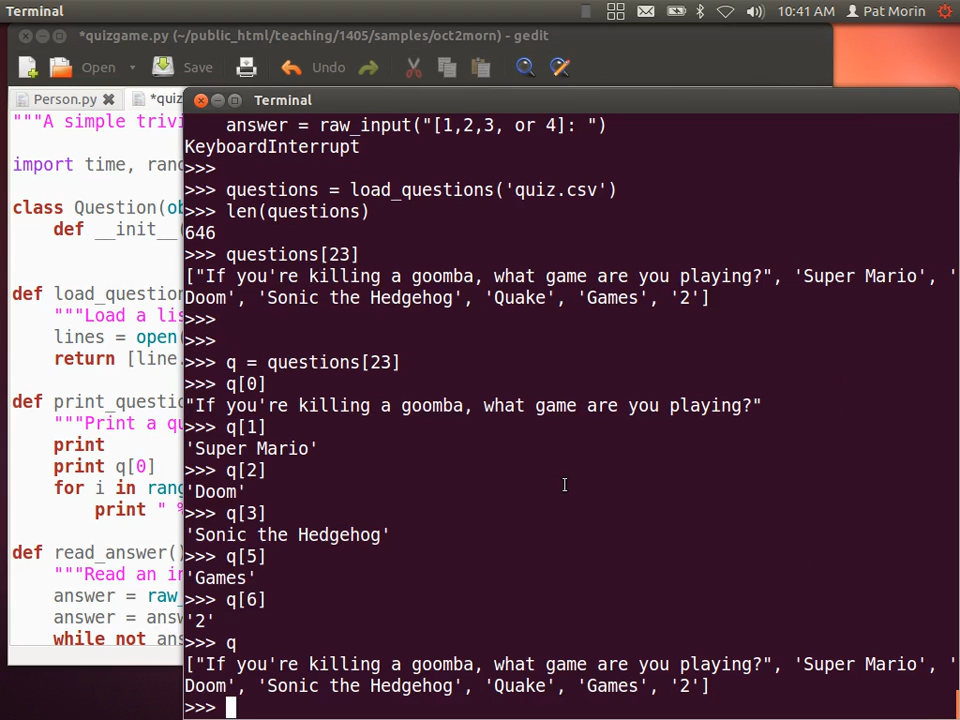 Terminal
10:41 AM
Pat Morin
*quizgame.py (~/public_html/teaching/1405/samples/oct2morn) - gedit
Open
Save
Undo
Person.py
*quiz
"""A simple trivi
import time, ran
class Question(ob
def __init__(
def load_question
"""Load a lis
lines = open(
return [line.
def print_questio
"""Print a qu
print
print q[0]
for i in rang
print " %
def read_answer()
"""Read an in
answer = raw_
answer = answ
while not ans
Terminal
answer = raw_input("[1,2,3, or 4]: ")
KeyboardInterrupt
>>>
>>> questions = load_questions('quiz.csv')
>>> len(questions)
646
>>> questions[23]
["If you're killing a goomba, what game are you playing?", 'Super Mario', '
Doom', 'Sonic the Hedgehog', 'Quake', 'Games', '2']
>>>
>>>
>>> q = questions[23]
>>> q[0]
"If you're killing a goomba, what game are you playing?"
>>> q[1]
'Super Mario'
>>> q[2]
'Doom'
>>> q[3]
'Sonic the Hedgehog'
>>> q[5]
'Games'
>>> q[6]
'2'
>>> q
["If you're killing a goomba, what game are you playing?", 'Super Mario', '
Doom', 'Sonic the Hedgehog', 'Quake', 'Games', '2']
>>>